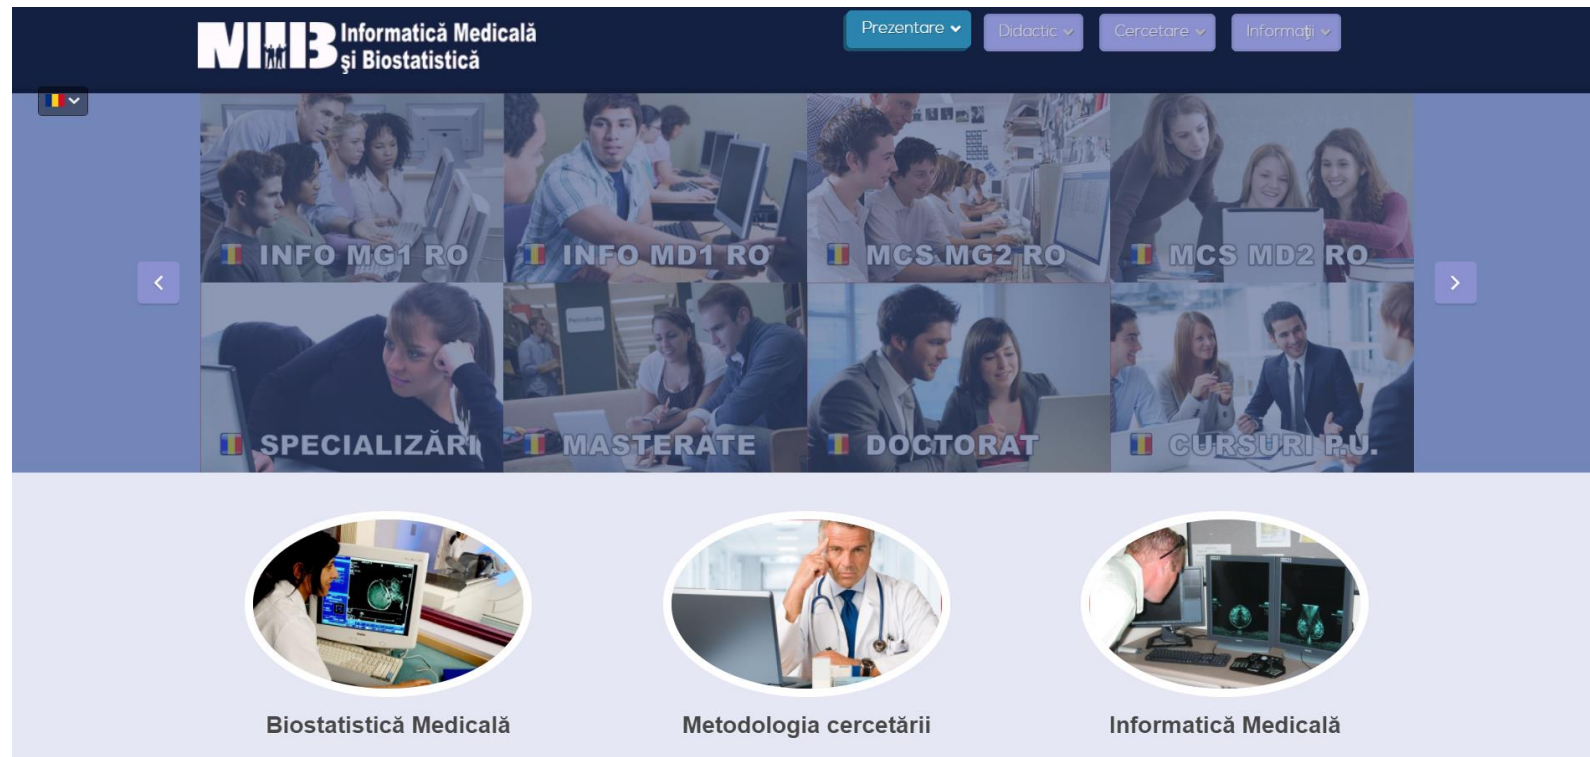 MIB
Informatică Medicală
şi Biostatistică
Prezentare
Didactic
Cercetare
Informaţii
INFO MG1 RO
INFO MD1 RO
MCS MG2 RO
MCS MD2 RO
SPECIALIZĂRI
MASTERATE
DOCTORAT
CURSURI P.U.
Biostatistică Medicală
Metodologia cercetării
Informatică Medicală